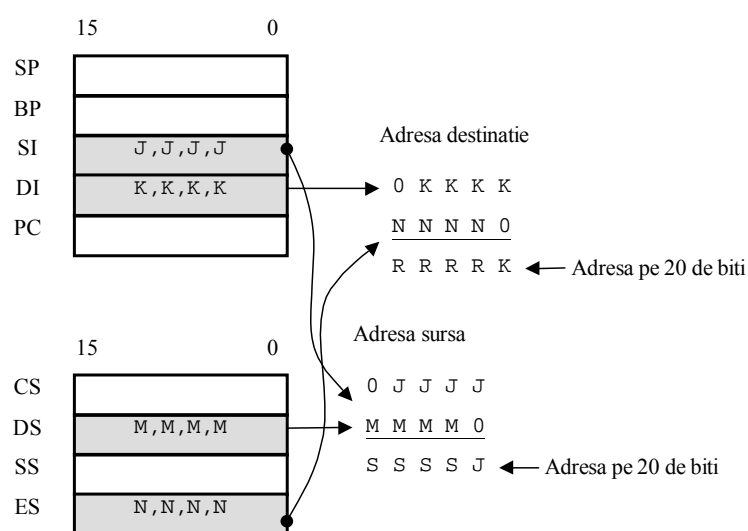 15 0
SP
BP
SI J,J,J,J
DI K,K,K,K
PC
Adresa destinatie
0 K K K K
N N N N 0
R R R R K Adresa pe 20 de biti
15 0
CS
DS M,M,M,M
SS
ES N,N,N,N
Adresa sursa
0 J J J J
M M M M 0
S S S S J Adresa pe 20 de biti